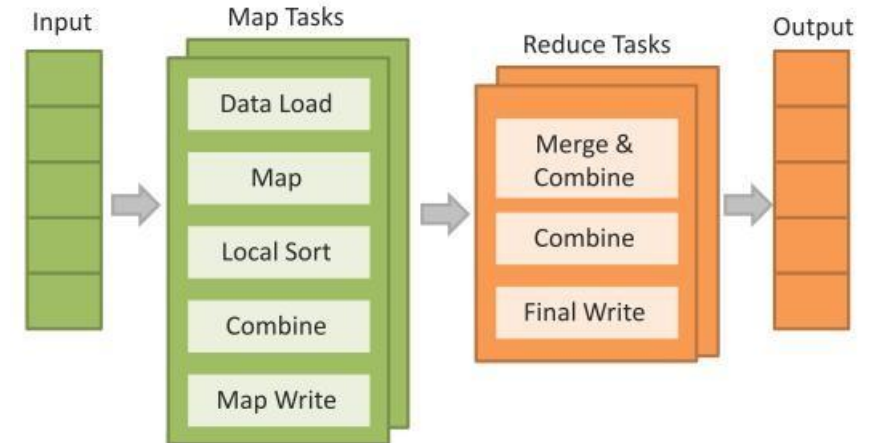 Input
Map Tasks
Data Load
Map
Local Sort
Combine
Map Write
Reduce Tasks
Merge &
Combine
Combine
Final Write
Output